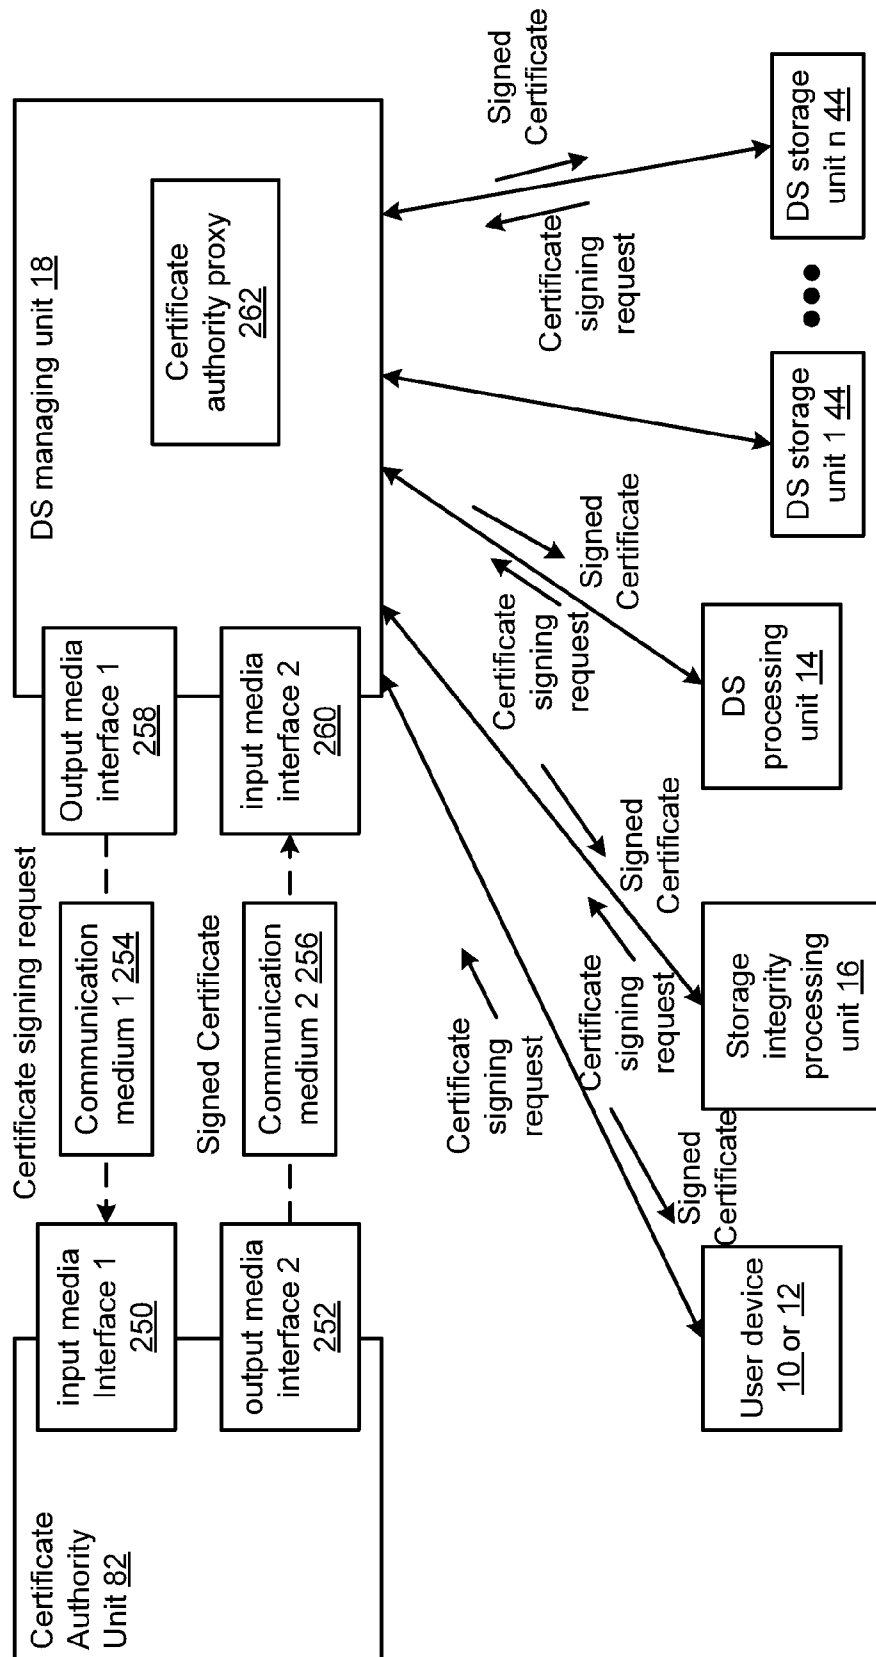 Certificate
Authority
Unit 82
input media
Interface 1
250
output media
interface 2
252
Certificate signing request
Communication
medium 1 254
Signed Certificate
Communication
medium 2 256
Output media
interface 1
258
input media
interface 2
260
DS managing unit 18
Certificate
authority proxy
262
Certificate
signing
request
Signed
Certificate
Certificate
signing
request
Signed
Certificate
Certificate
signing
request
Signed
Certificate
Certificate
signing
request
Signed
Certificate
User device
10 or 12
Storage
integrity
processing
unit 16
DS
processing
unit 14
DS storage
unit 1 44
DS storage
unit n 44